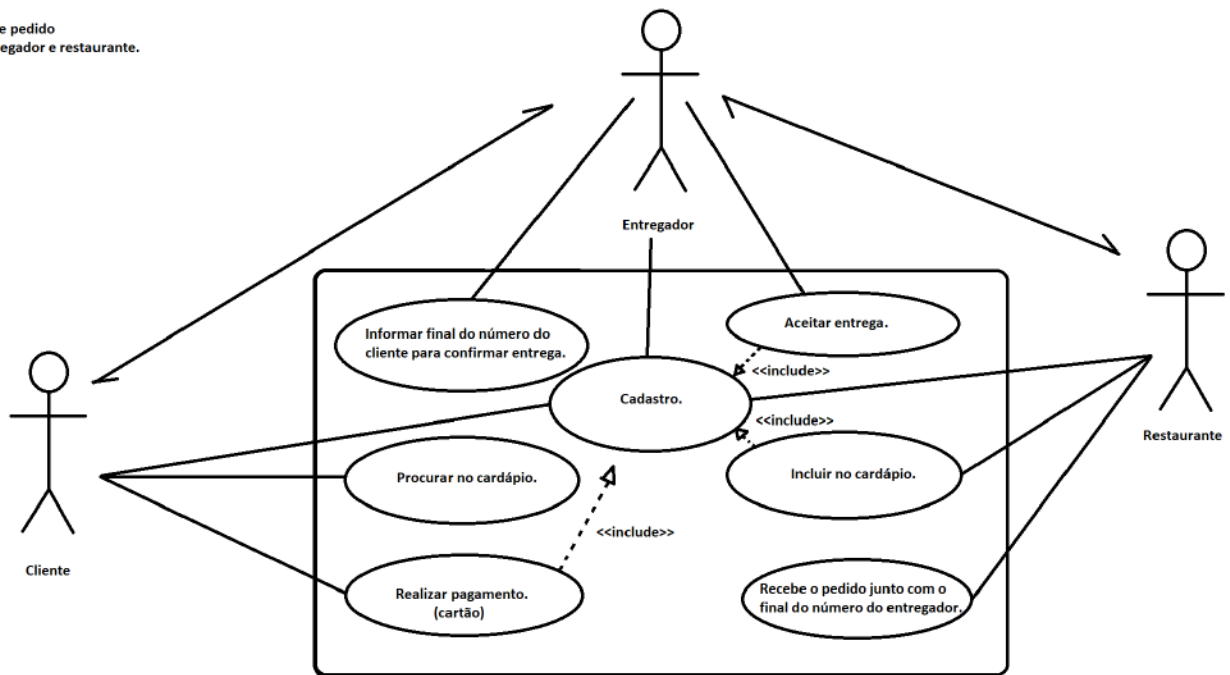 e pedido
egador e restaurante.
Entregador
Informar final do número do
cliente para confirmar entrega.
Aceitar entrega.
<<include>>
Cadastro.
<<include>>
Restaurante
Procurar no cardápio.
Incluir no cardápio.
<<include>>
Cliente
Realizar pagamento.
(cartão)
Recebe o pedido junto com o
final do número do entregador.